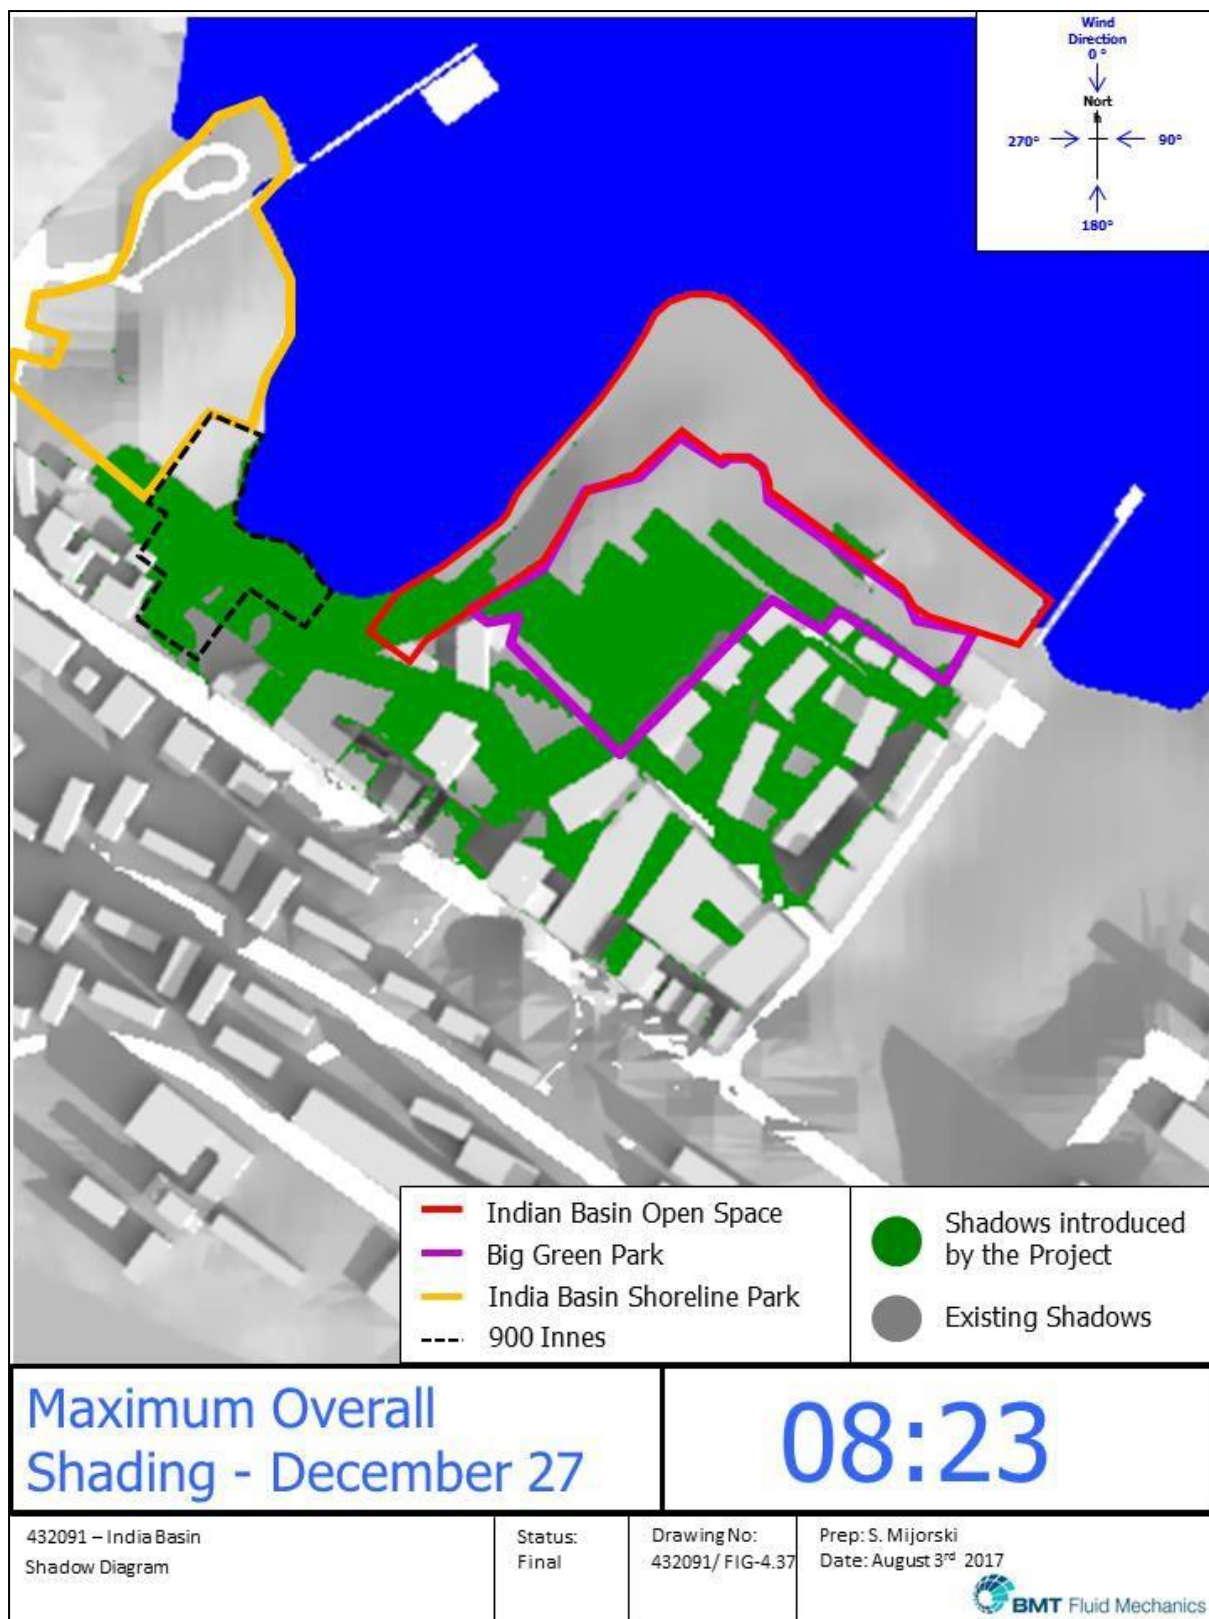 Wind
Direction
0 °
Nort
h
270°
90°
180°
Indian Basin Open Space
Big Green Park
India Basin Shoreline Park
900 Innes
Shadows introduced
by the Project
Existing Shadows
Maximum Overall
Shading - December 27
08:23
432091 – India Basin
Shadow Diagram
Status:
Final
Drawing No:
432091/ FIG-4.37
Prep: S. Mijorski
Date: August 3rd 2017
BMT Fluid Mechanics